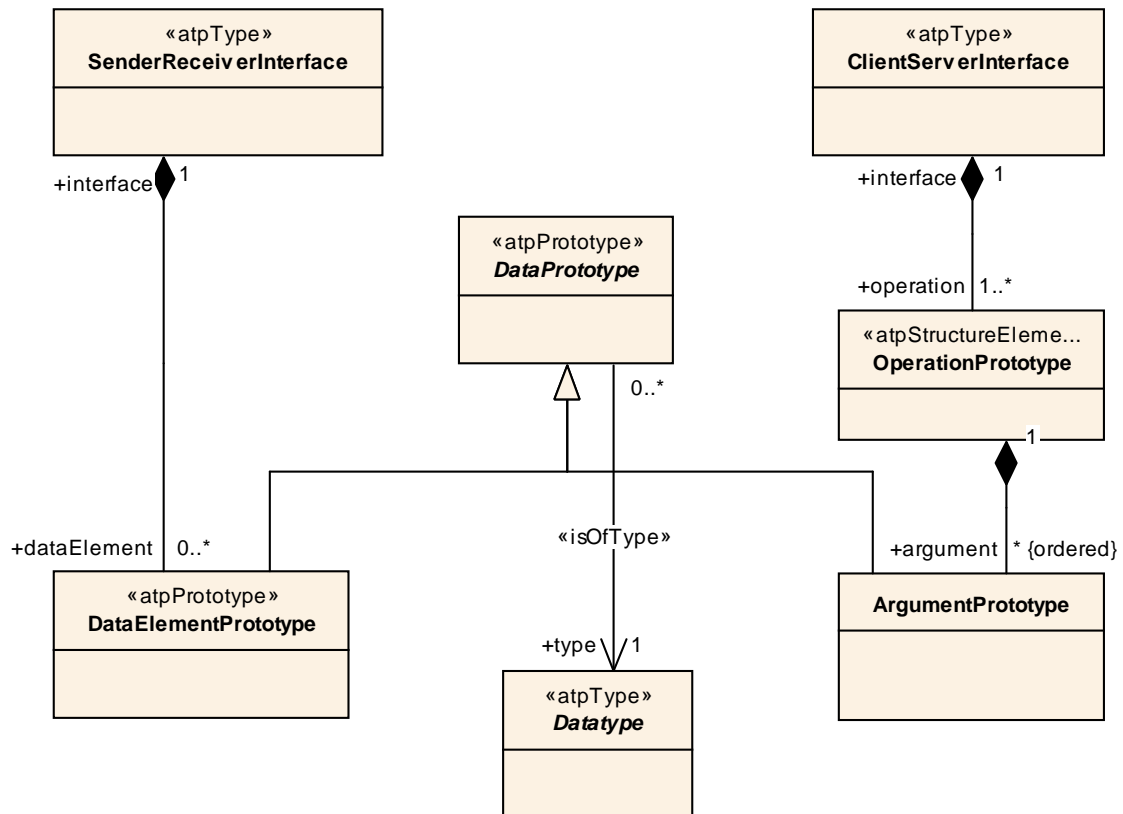 «atpType»
SenderReceiverInterface
«atpType»
ClientServerInterface
+interface 1
+interface 1
«atpPrototype»
DataPrototype
+operation 1..*
«atpStructureEleme...
OperationPrototype
0..*
1
«isOfType»
+dataElement 0..*
+argument * {ordered}
«atpPrototype»
DataElementPrototype
ArgumentPrototype
+type 1
«atpType»
Datatype